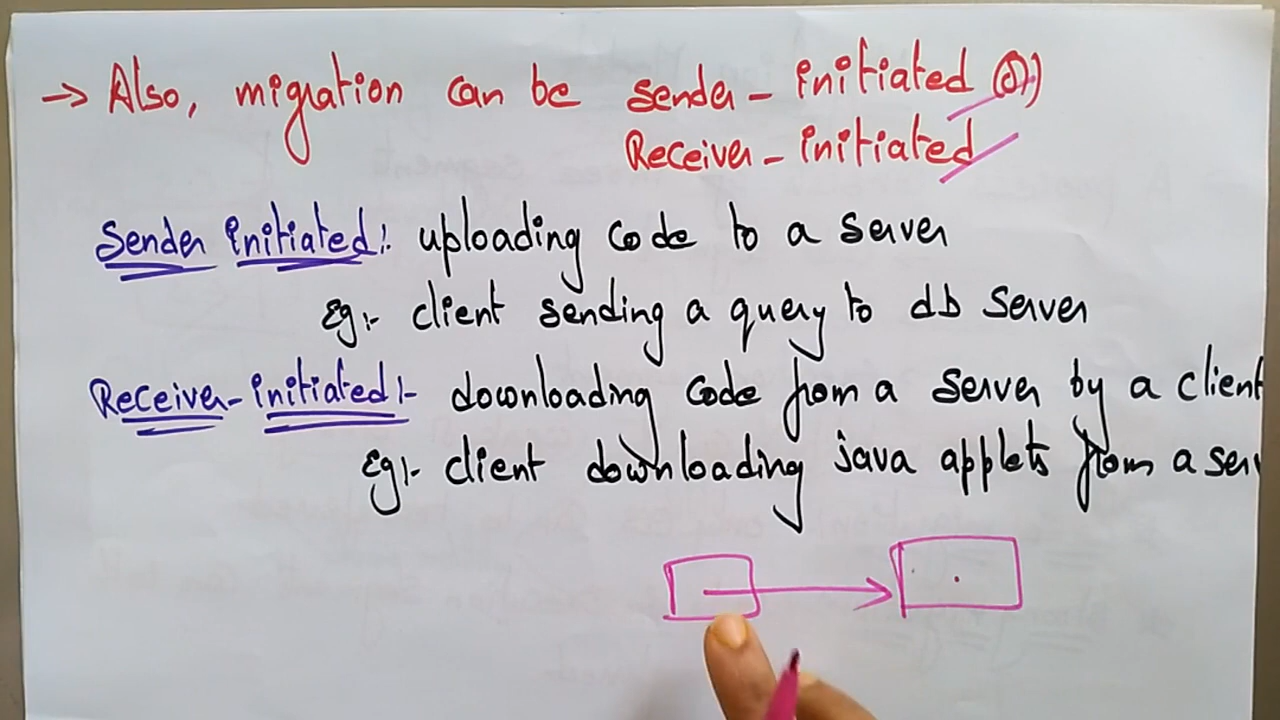 → Also, migration can be sender - initiated (or)
Receiver - initiated
Sender initiated :- uploading code to a server
Eg:- client sending a query to db server
Receiver - initiated :- downloading code from a server by a client
Eg:- client downloading java applets from a ser